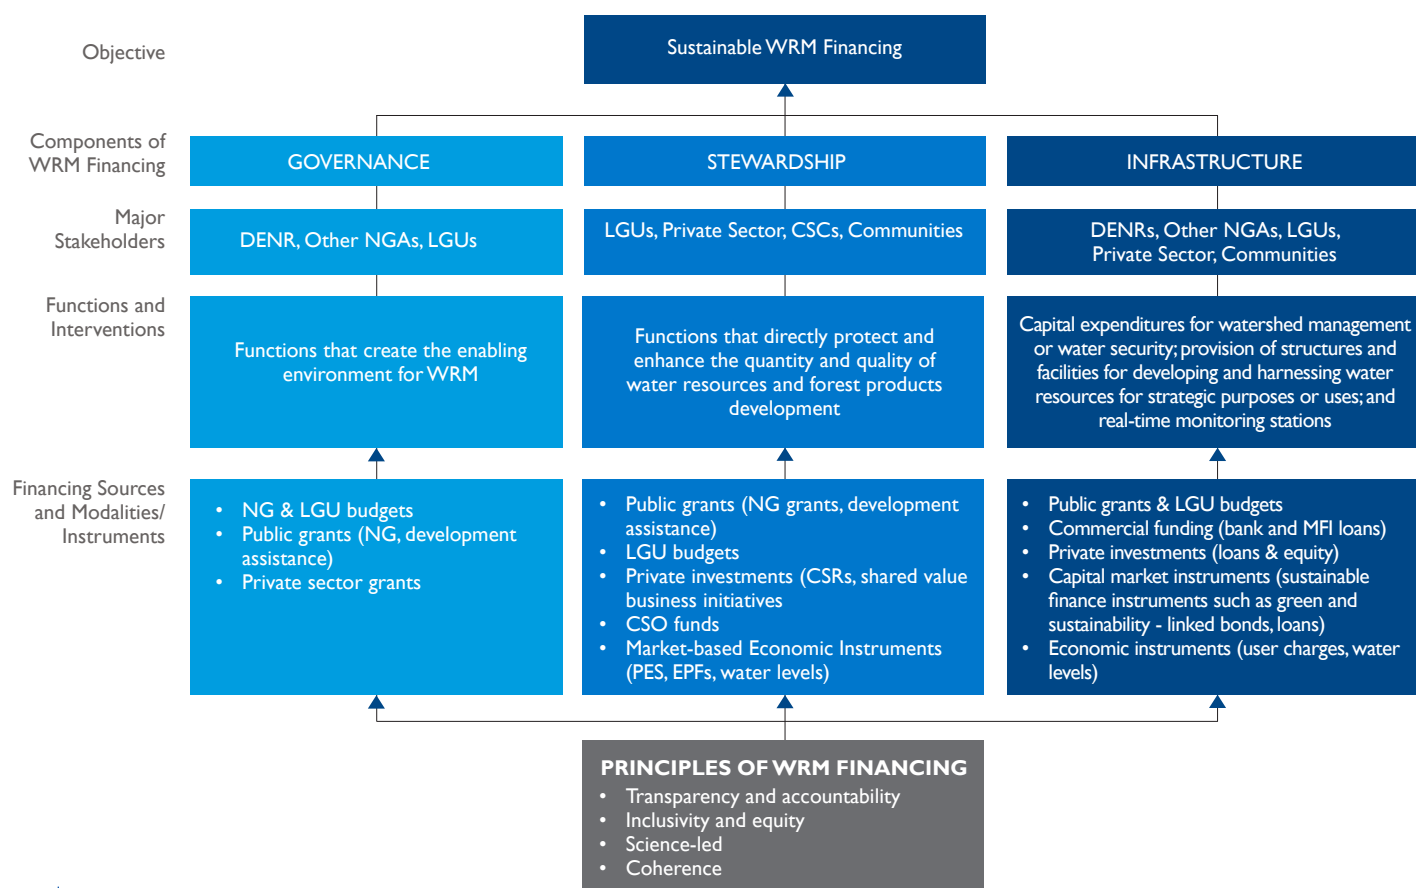 Objective
Sustainable WRM Financing
Components of
WRM Financing
GOVERNANCE
STEWARDSHIP
INFRASTRUCTURE
Major
Stakeholders
DENR, Other NGAs, LGUs
LGUs, Private Sector, CSCs, Communities
DENRs, Other NGAs, LGUs,
Private Sector, Communities
Functions and
Interventions
Functions that create the enabling
environment for WRM
Functions that directly protect and
enhance the quantity and quality of
water resources and forest products
development
Capital expenditures for watershed management
or water security; provision of structures and
facilities for developing and harnessing water
resources for strategic purposes or uses; and
real-time monitoring stations
Financing Sources
and Modalities/
Instruments
• NG & LGU budgets
• Public grants (NG, development
assistance)
• Private sector grants
• Public grants (NG grants, development
assistance)
• LGU budgets
• Private investments (CSRs, shared value
business initiatives
• CSO funds
• Market-based Economic Instruments
(PES, EPFs, water levels)
• Public grants & LGU budgets
• Commercial funding (bank and MFI loans)
• Private investments (loans & equity)
• Capital market instruments (sustainable
finance instruments such as green and
sustainability - linked bonds, loans)
• Economic instruments (user charges, water
levels)
PRINCIPLES OF WRM FINANCING
• Transparency and accountability
• Inclusivity and equity
• Science-led
• Coherence